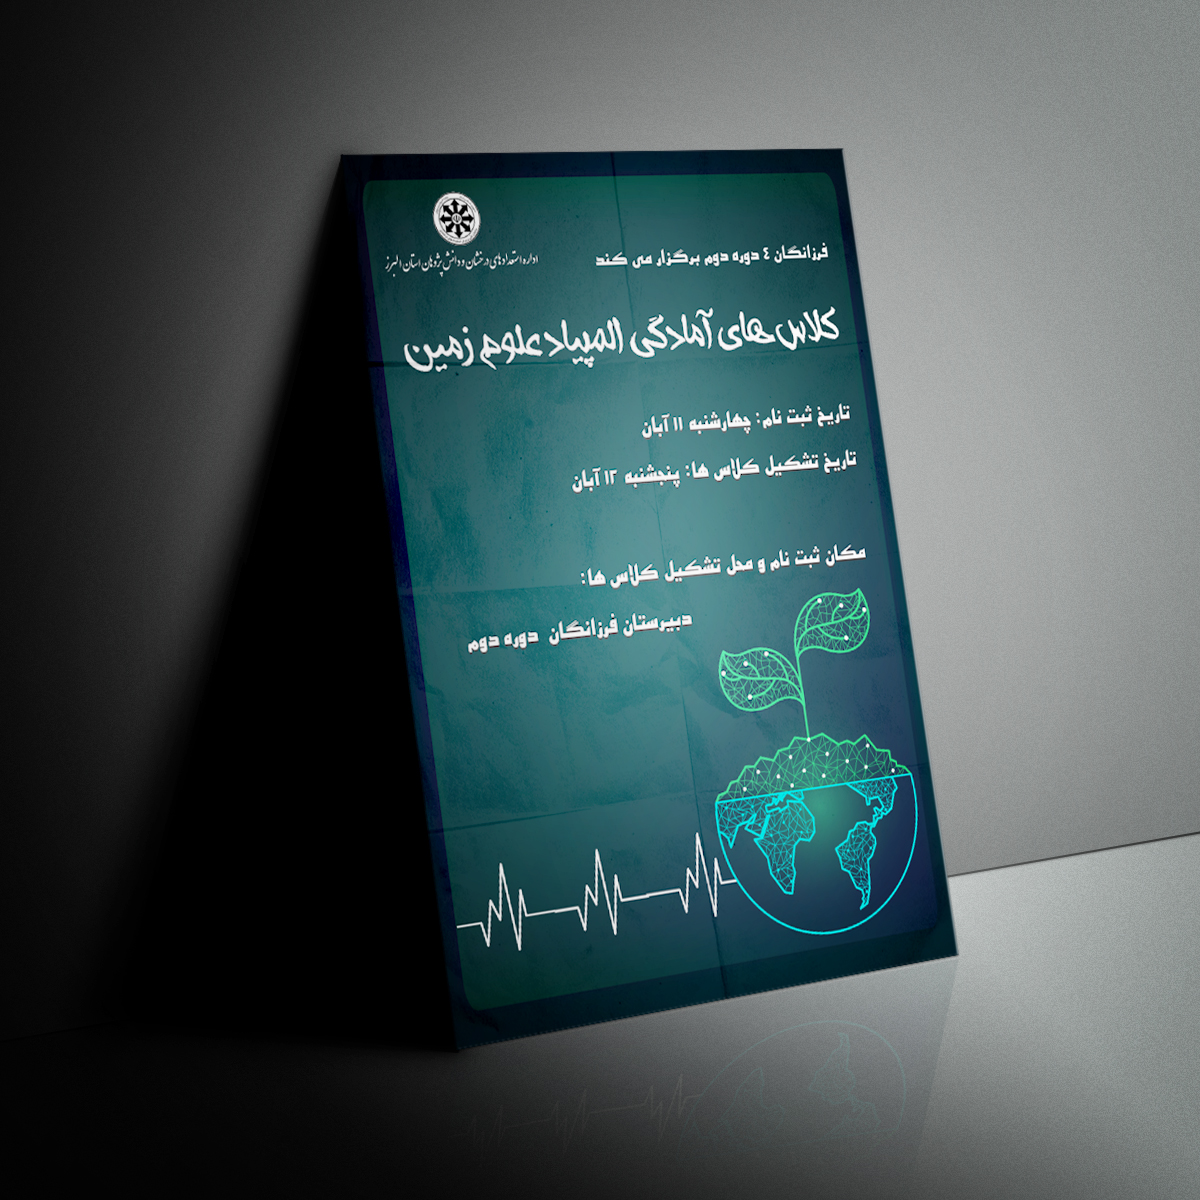 اداره استعدادهای درخشان و دانش پژوهان استان البرز
فرزانگان ٤ دوره دوم برگزار می کند
کلاس های آمادگی المپیاد علوم زمین
تاریخ ثبت نام: چهارشنبه ۱۱ آبان
تاریخ تشکیل کلاس ها: پنجشنبه ۱۲ آبان
مکان ثبت نام و محل تشکیل کلاس ها:
دبیرستان فرزانگان دوره دوم